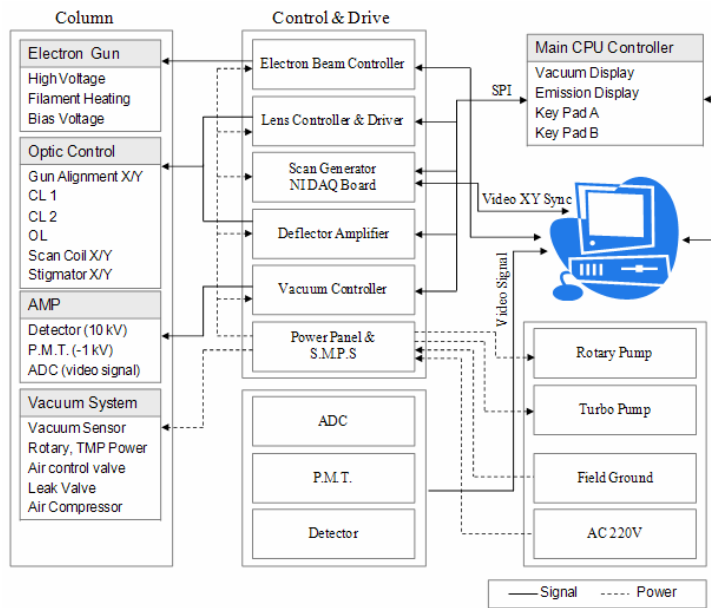 Column
Electron Gun
High Voltage
Filament Heating
Bias Voltage
Optic Control
Gun Alignment X/Y
CL 1
CL 2
OL
Scan Coil X/Y
Stigmator X/Y
AMP
Detector (10 kV)
P.M.T. (-1 kV)
ADC (video signal)
Vacuum System
Vacuum Sensor
Rotary, TMP Power
Air control valve
Leak Valve
Air Compressor
Control & Drive
Electron Beam Controller
Lens Controller & Driver
Scan Generator
NI DAQ Board
Deflector Amplifier
Vacuum Controller
Power Panel &
S.M.P.S
ADC
P.M.T.
Detector
SPI
Video XY Sync
Video Signal
Main CPU Controller
Vacuum Display
Emission Display
Key Pad A
Key Pad B
Rotary Pump
Turbo Pump
Field Ground
AC 220V
Signal
Power